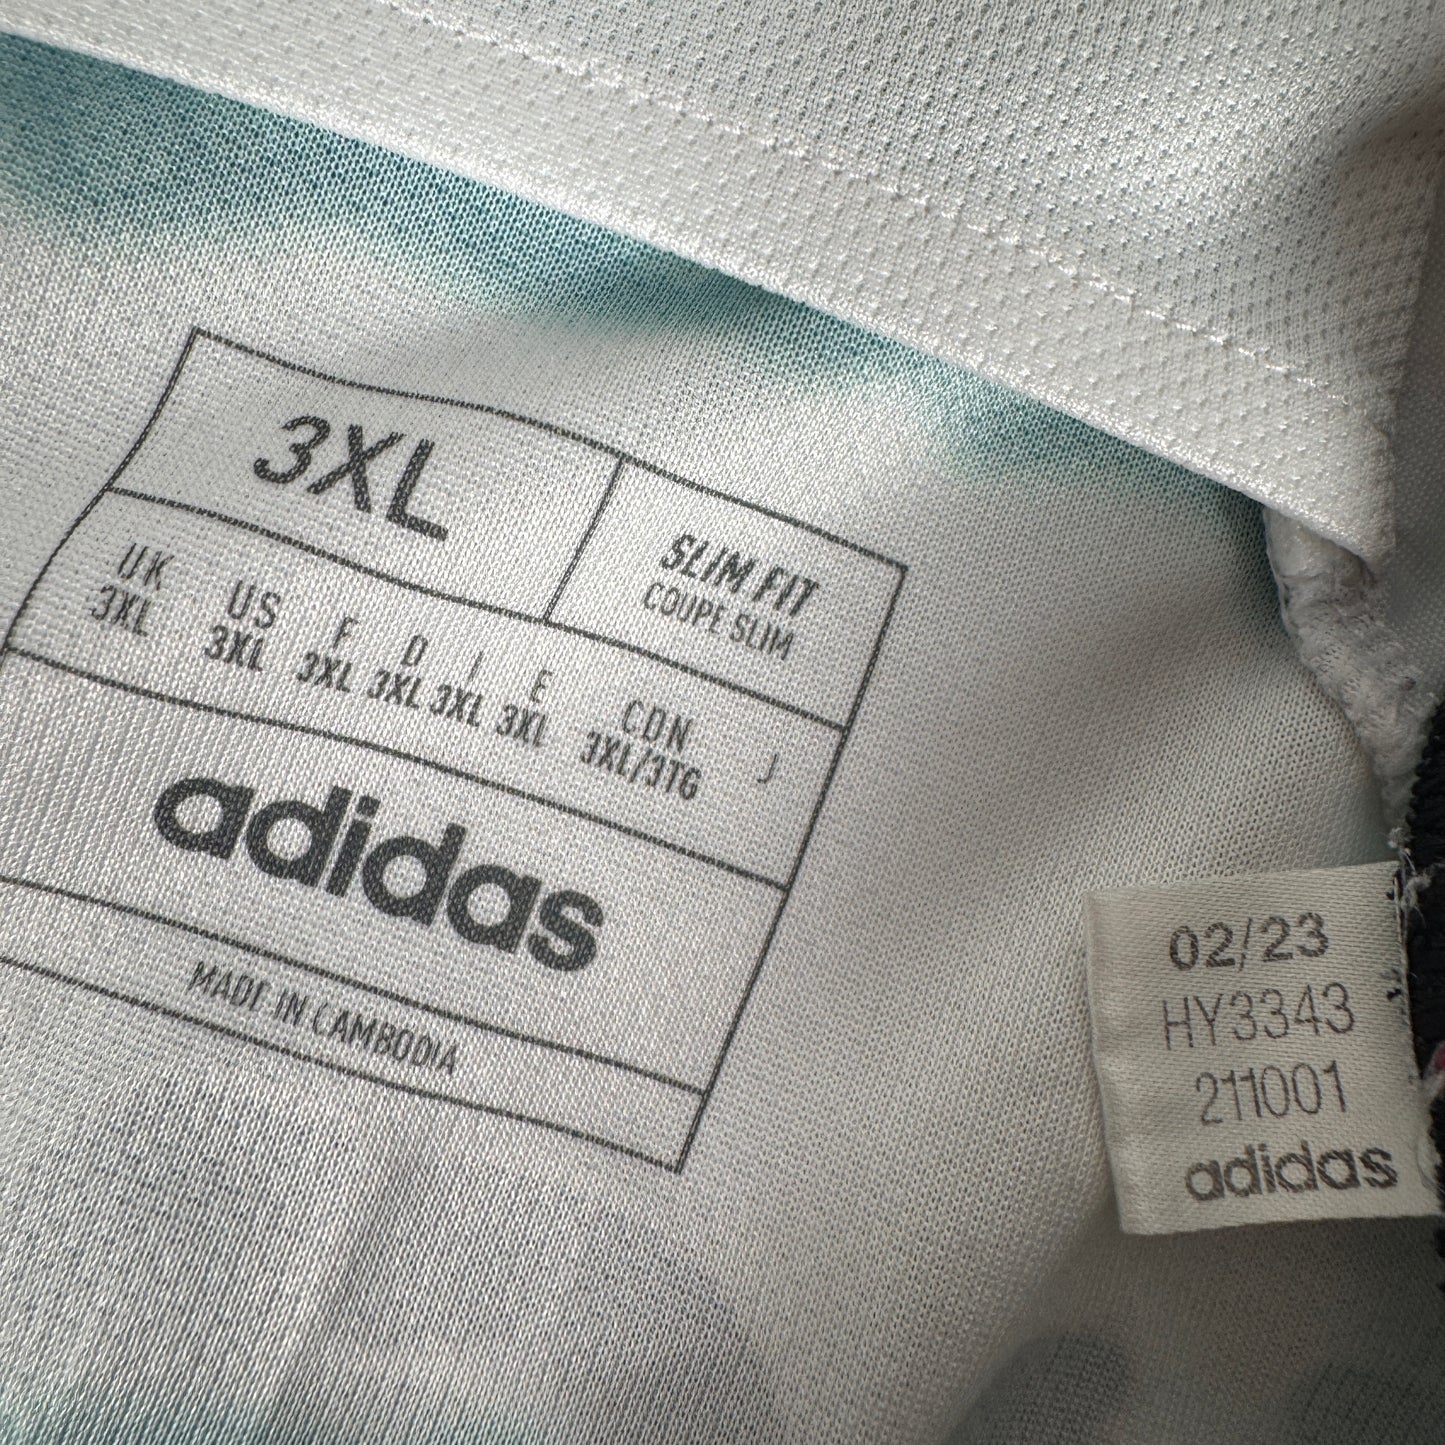 3XL
SLIM FIT
COUPE SLIM
UK US F D I E CDN J
3XL 3XL 3XL 3XL 3XL 3XL 3XL/3TG
adidas
MADE IN CAMBODIA
02/23
HY3343
211001
adidas